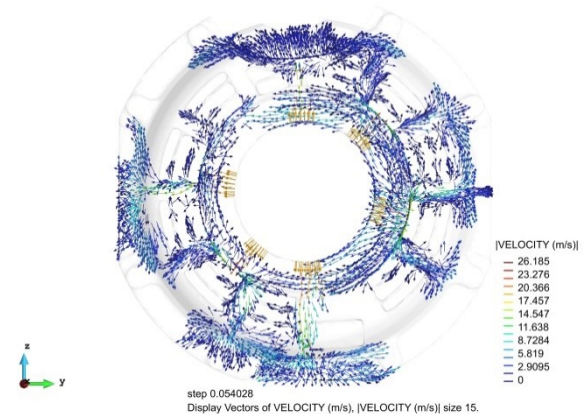 |VELOCITY (m/s)|
26.185
23.276
20.366
17.457
14.547
11.638
8.7284
5.819
2.9095
0
z
y
step 0.054028
Display Vectors of VELOCITY (m/s), |VELOCITY (m/s)| size 15.